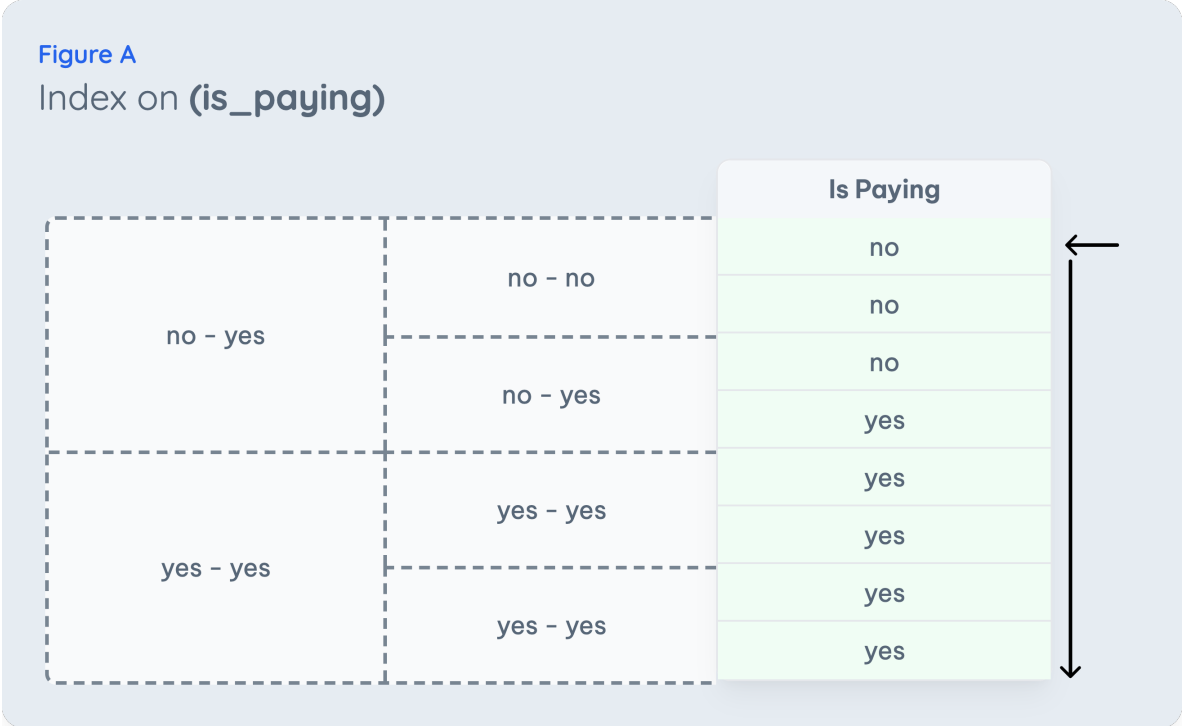 Figure A
Index on (is_paying)
Is Paying
no - yes
yes - yes
no - no
no - yes
yes - yes
yes - yes
no
no
no
yes
yes
yes
yes
yes